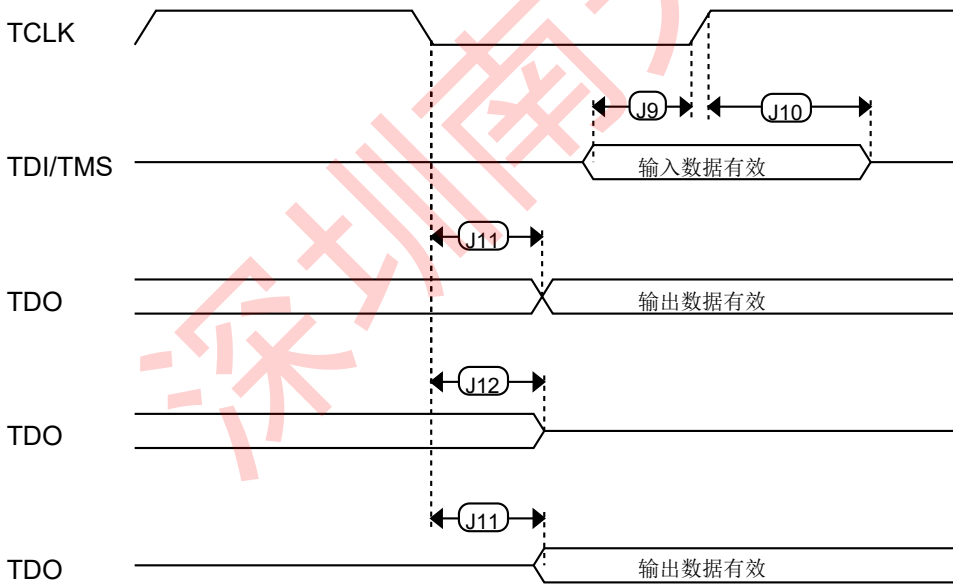 TCLK
J9
J10
TDI/TMS
输入数据有效
J11
TDO
输出数据有效
J12
TDO
J11
TDO
输出数据有效
深圳南